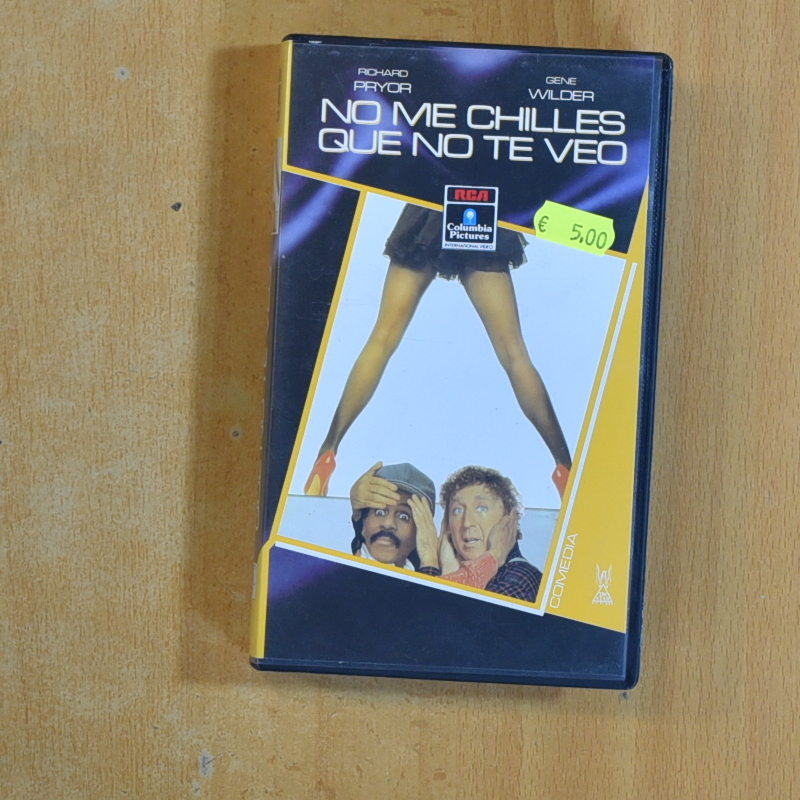 RICHARD
PRYOR
GENE
WILDER
NO ME CHILLES
QUE NO TE VEO
RCA
Columbia
Pictures
INTERNATIONAL VIDEO
€ 5,00
COMEDIA